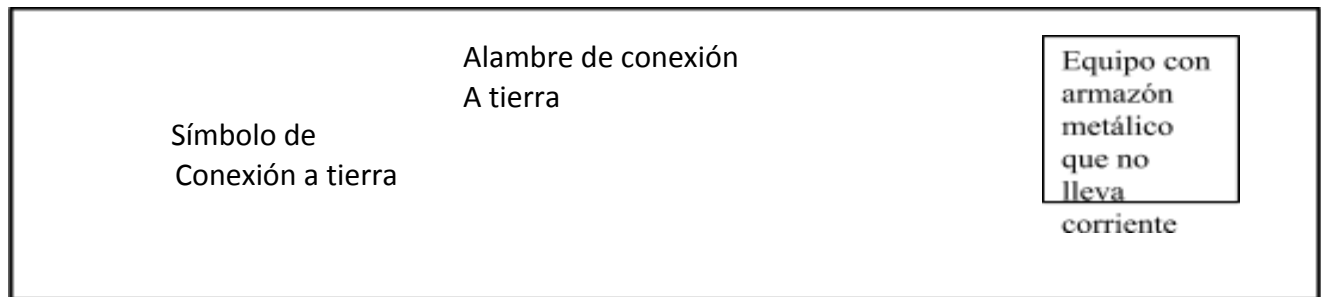 Alambre de conexión
A tierra
Símbolo de
Conexión a tierra
Equipo con
armazón
metálico
que no
lleva
corriente